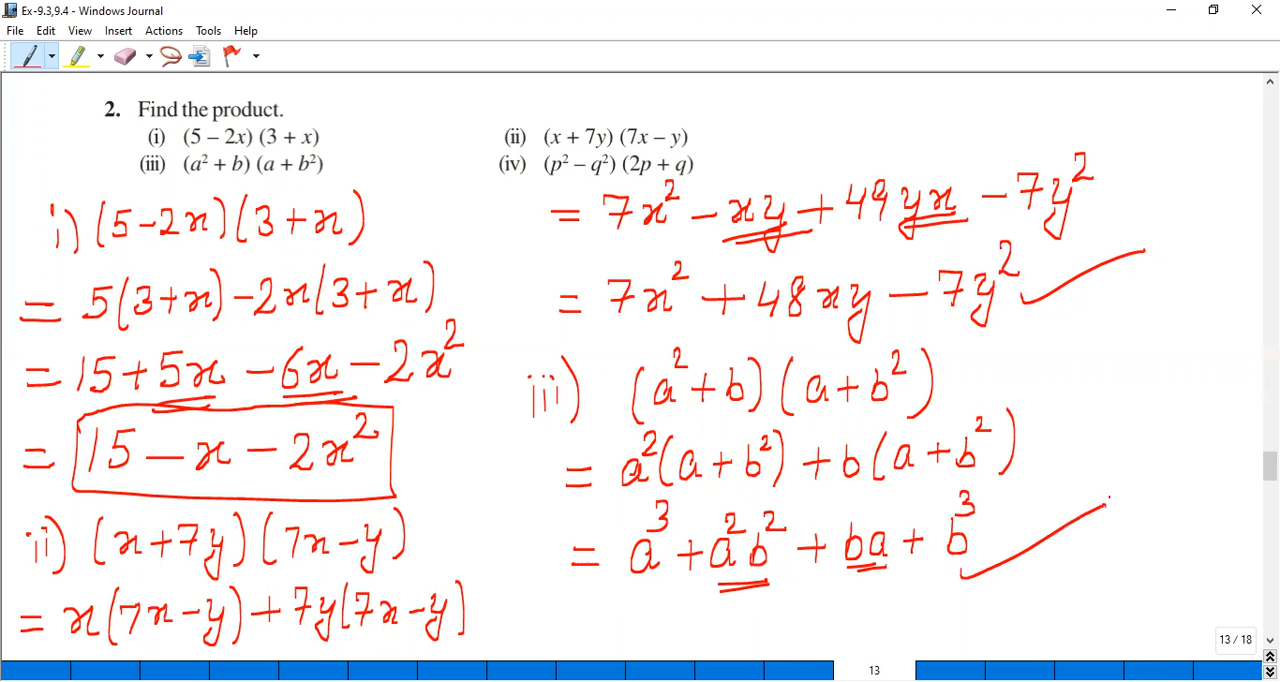 Ex-9.3,9.4 - Windows Journal
File Edit View Insert Actions Tools Help
2. Find the product.
(i) (5 – 2x) (3 + x) (ii) (x + 7y) (7x – y)
(iii) (a² + b) (a + b²) (iv) (p² – q²) (2p + q)
i) (5-2x)(3+x)
= 5(3+x)-2x(3+x)
= 15+5x-6x-2x²
= 15-x-2x²
ii) (x+7y)(7x-y)
= x(7x-y)+7y(7x-y)
= 7x²-xy+49yx-7y²
= 7x²+48xy-7y²
iii) (a²+b)(a+b²)
= a²(a+b²)+b(a+b²)
= a³+a²b²+ba+b³
13 / 18
13